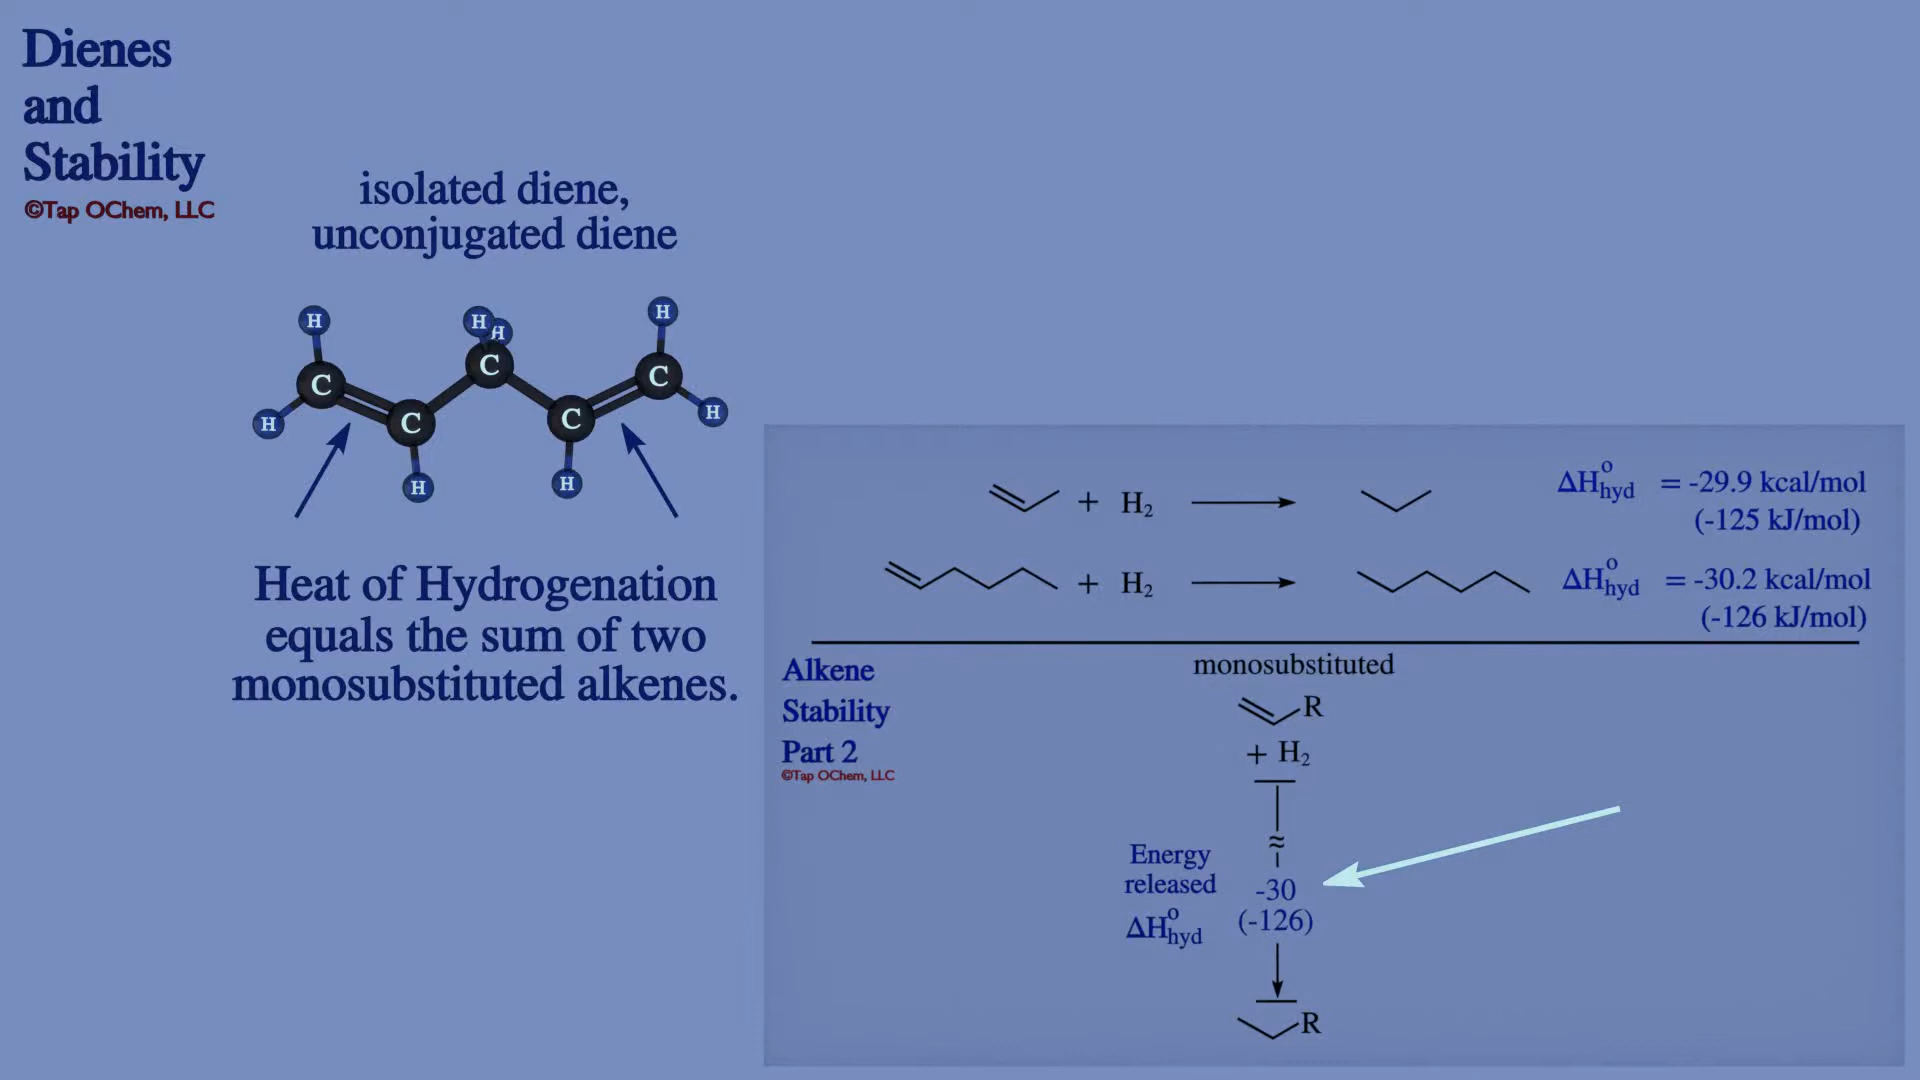 Dienes
and
Stability
©Tap OChem, LLC
isolated diene,
unconjugated diene
H
H
H
H
C
C
C
C
C
H
H
H
H
Heat of Hydrogenation
equals the sum of two
monosubstituted alkenes.
+ H₂
ΔH°hyd = -29.9 kcal/mol
(-125 kJ/mol)
+ H₂
ΔH°hyd = -30.2 kcal/mol
(-126 kJ/mol)
Alkene
Stability
Part 2
©Tap OChem, LLC
monosubstituted
R
+ H₂
≈
Energy
released
ΔH°hyd
-30
(-126)
R